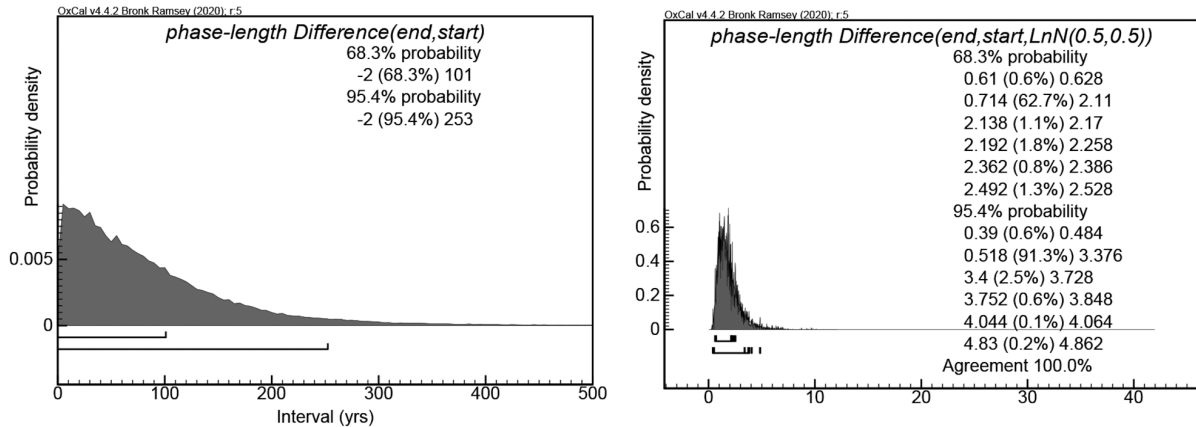 OxCal v4.4.2 Bronk Ramsey (2020); r:5
phase-length Difference(end,start)
68.3% probability
-2 (68.3%) 101
95.4% probability
-2 (95.4%) 253
Probability density
0.005
0
0 100 200 300 400 500
Interval (yrs)
OxCal v4.4.2 Bronk Ramsey (2020); r:5
phase-length Difference(end,start,LnN(0.5,0.5))
68.3% probability
0.61 (0.6%) 0.628
0.714 (62.7%) 2.11
2.138 (1.1%) 2.17
2.192 (1.8%) 2.258
2.362 (0.8%) 2.386
2.492 (1.3%) 2.528
95.4% probability
0.39 (0.6%) 0.484
0.518 (91.3%) 3.376
3.4 (2.5%) 3.728
3.752 (0.6%) 3.848
4.044 (0.1%) 4.064
4.83 (0.2%) 4.862
Agreement 100.0%
Probability density
0.6
0.4
0.2
0
0 10 20 30 40